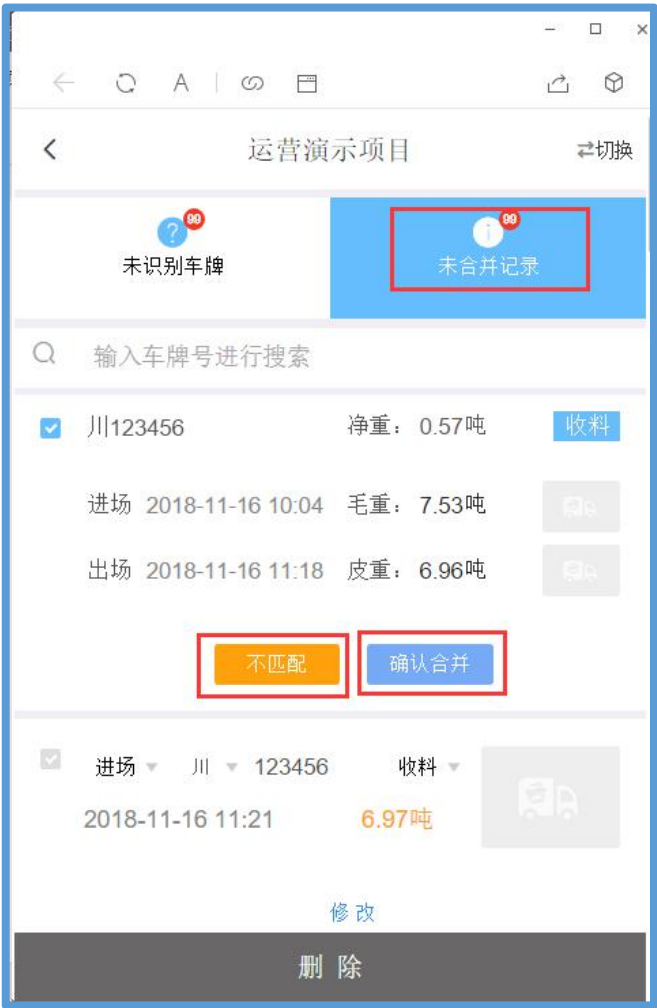 运营演示项目
切换
99
99
未识别车牌
未合并记录
输入车牌号进行搜索
川123456 净重：0.57吨 收料
进场 2018-11-16 10:04 毛重：7.53吨
出场 2018-11-16 11:18 皮重：6.96吨
不匹配 确认合并
进场 川 123456 收料
2018-11-16 11:21 6.97吨
修改
删除